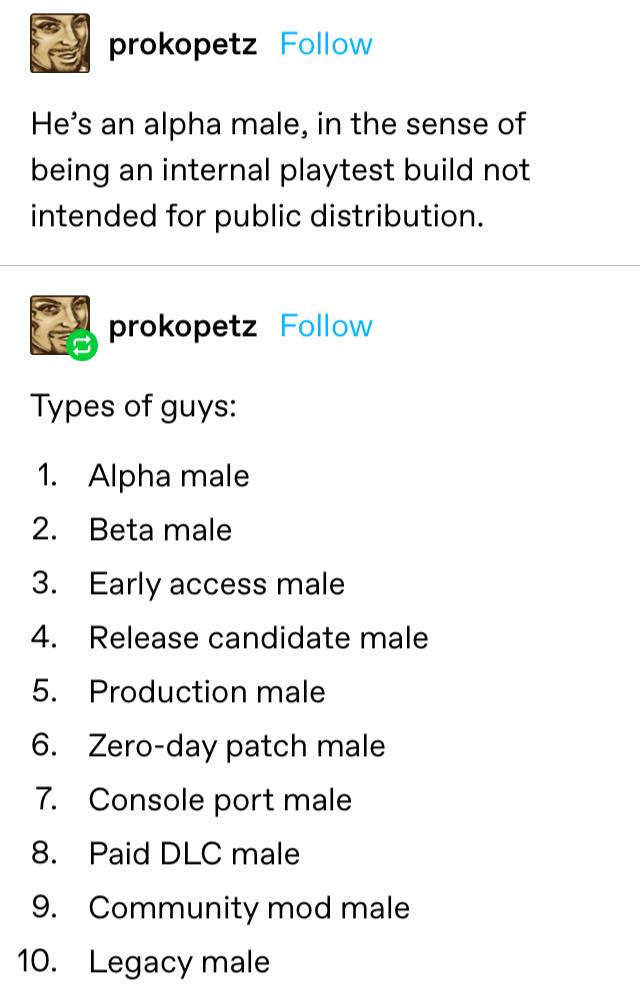 prokopetz Follow
He’s an alpha male, in the sense of
being an internal playtest build not
intended for public distribution.
prokopetz Follow
Types of guys:
1. Alpha male
2. Beta male
3. Early access male
4. Release candidate male
5. Production male
6. Zero-day patch male
7. Console port male
8. Paid DLC male
9. Community mod male
10. Legacy male